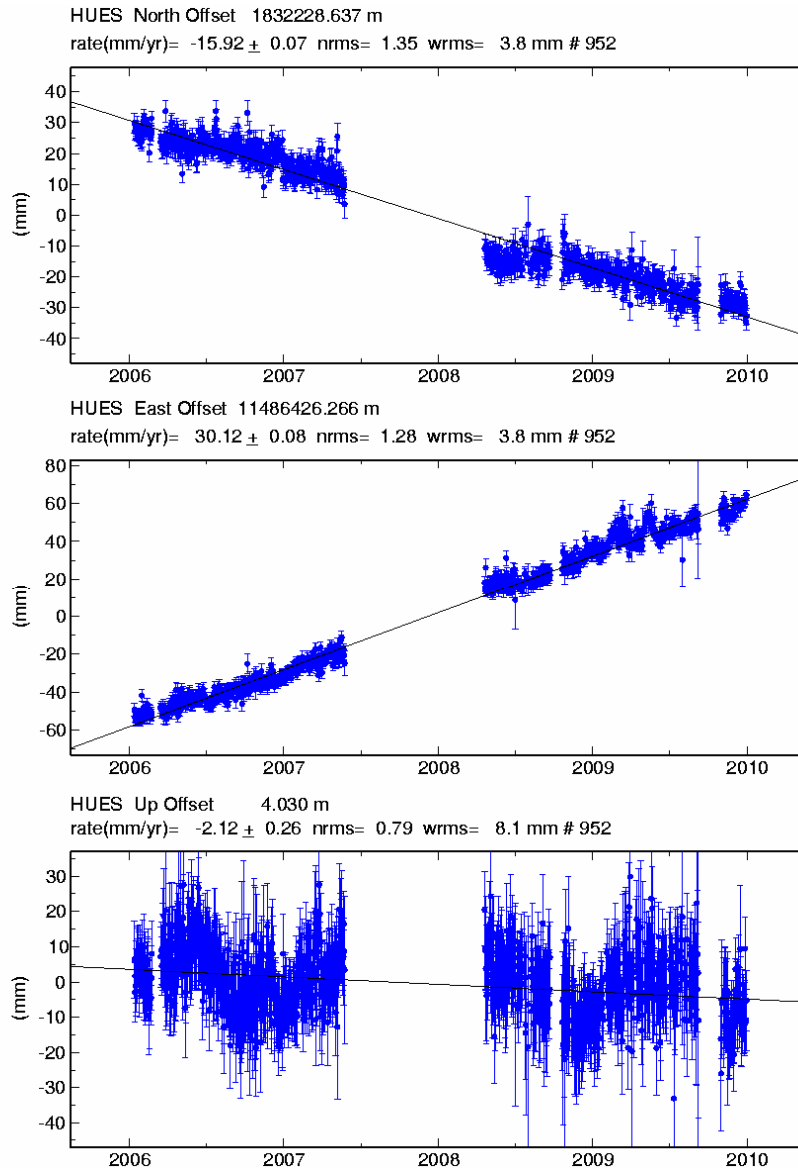 HUES North Offset 1832228.637 m
rate(mm/yr)= -15.92 ± 0.07 nrms= 1.35 wrms= 3.8 mm # 952
40
30
20
10
0
-10
-20
-30
-40
(mm)
2006 2007 2008 2009 2010
HUES East Offset 11486426.266 m
rate(mm/yr)= 30.12 ± 0.08 nrms= 1.28 wrms= 3.8 mm # 952
80
60
40
20
0
-20
-40
-60
(mm)
2006 2007 2008 2009 2010
HUES Up Offset 4.030 m
rate(mm/yr)= -2.12 ± 0.26 nrms= 0.79 wrms= 8.1 mm # 952
30
20
10
0
-10
-20
-30
-40
(mm)
2006 2007 2008 2009 2010